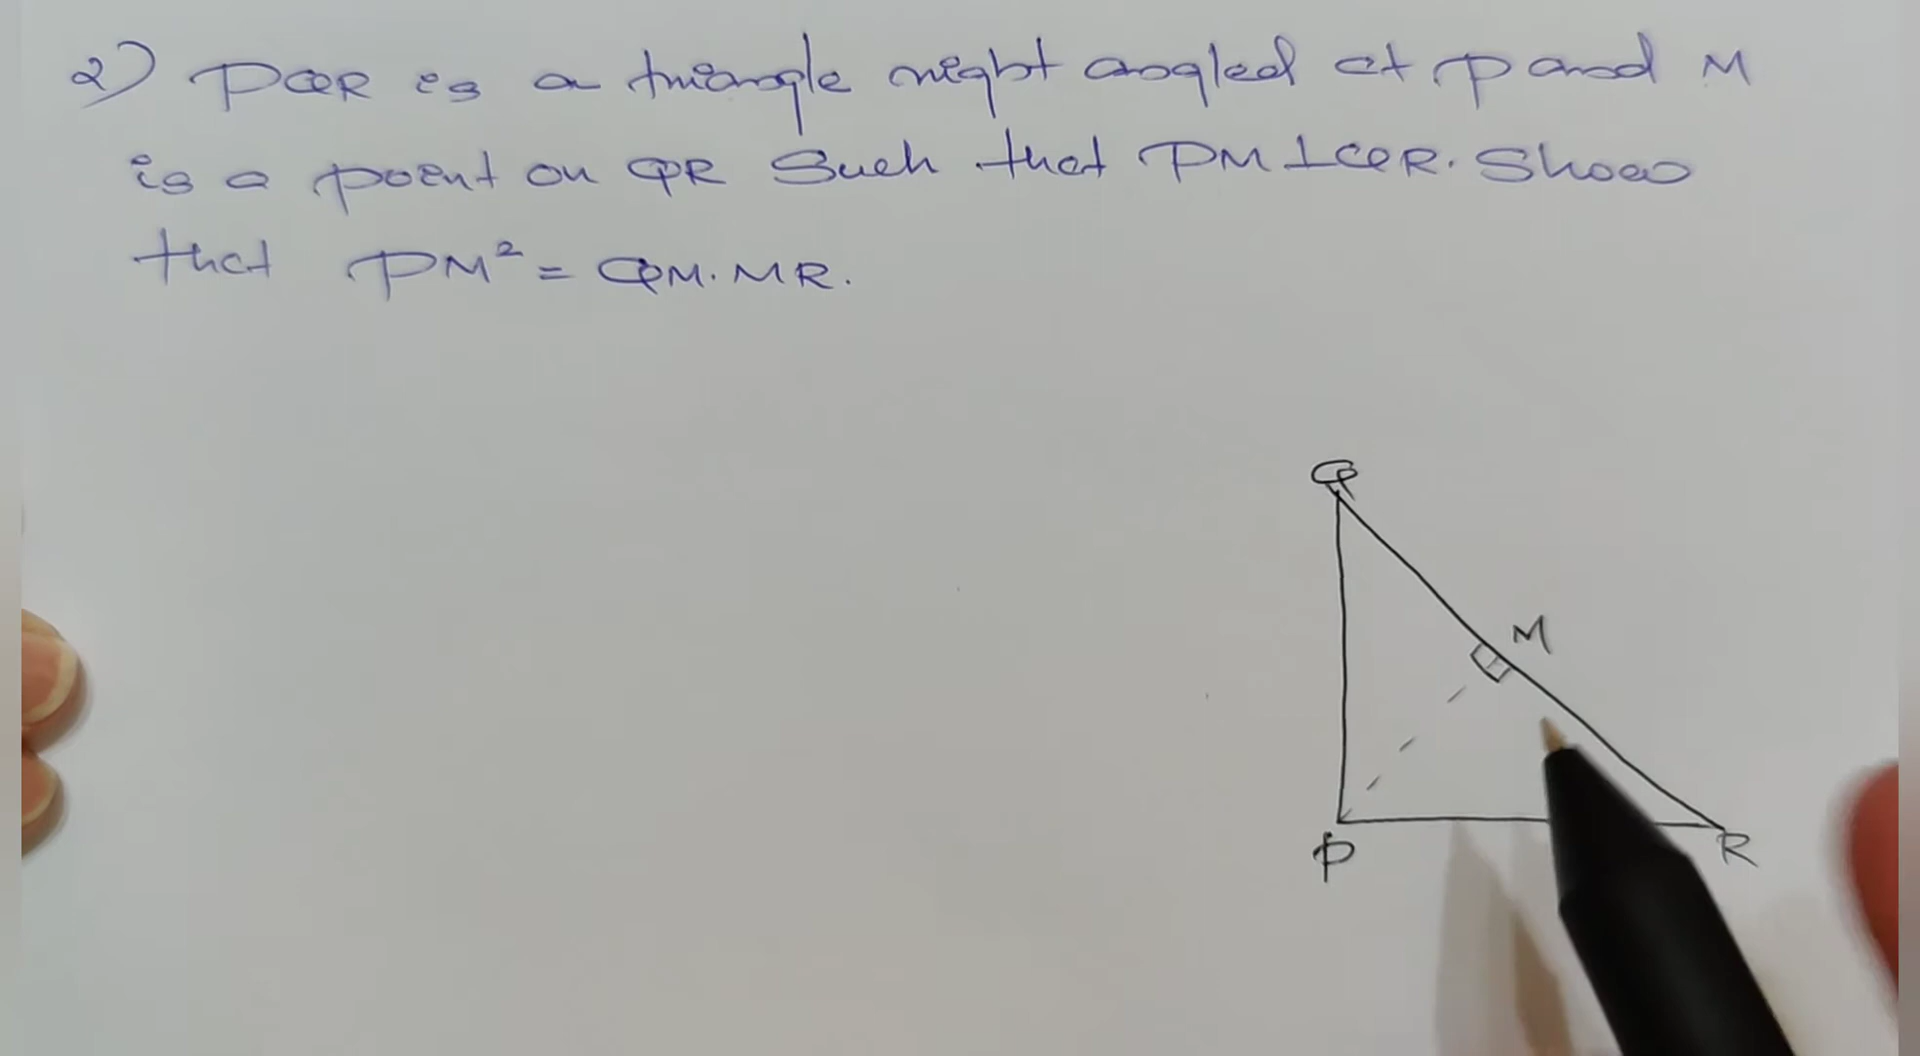 2) PQR is a triangle right angled at P and M
is a point on QR such that PM ⊥ QR. Show
that PM² = QM. MR.
Q
M
P
R